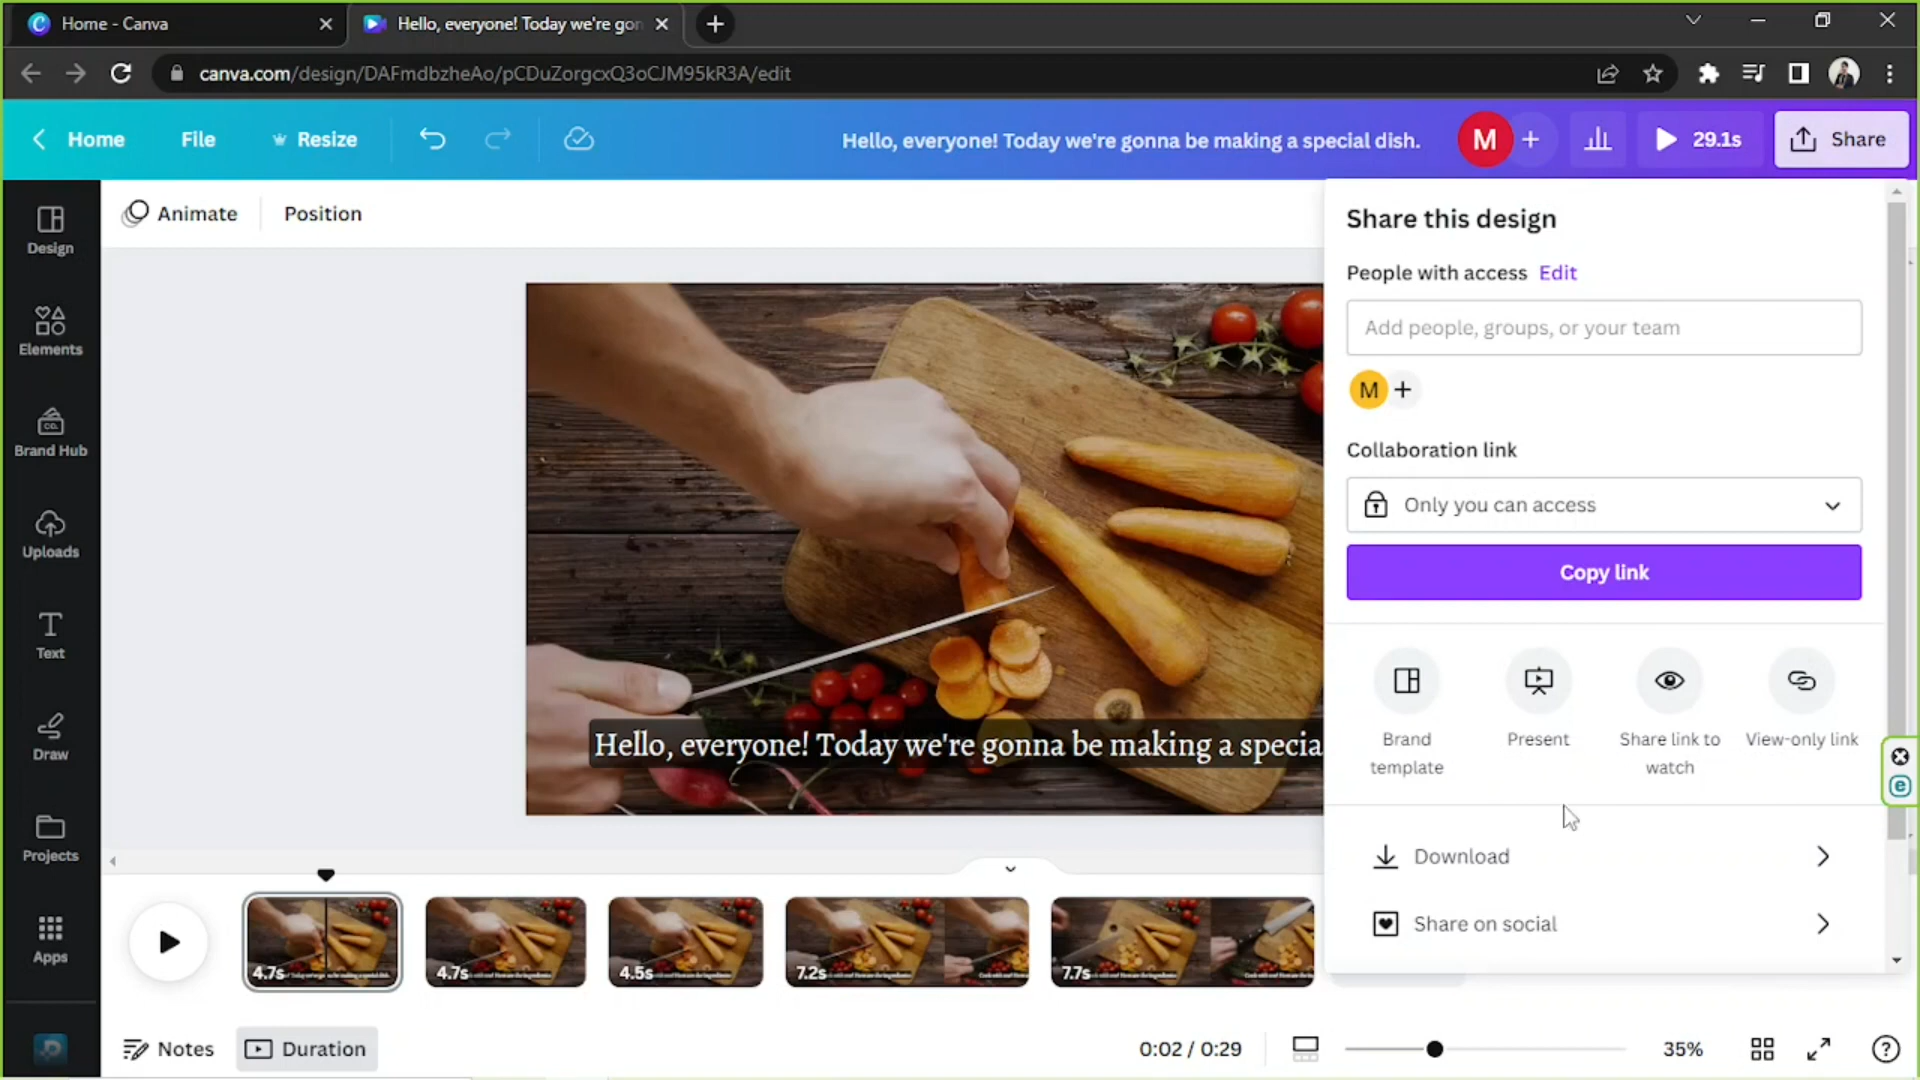 Home - Canva
Hello, everyone! Today we're gon
canva.com/design/DAFmdbzheAo/pCDuZorgcxQ3oCJM95kR3A/edit
Home
File
Resize
Hello, everyone! Today we're gonna be making a special dish.
M
29.1s
Share
Animate
Position
Design
Elements
Brand Hub
Uploads
Text
Draw
Projects
Apps
Hello, everyone! Today we're gonna be making a specia
Share this design
People with access Edit
Add people, groups, or your team
M
Collaboration link
Only you can access
Copy link
Brand template
Present
Share link to watch
View-only link
Download
Share on social
4.7s
4.7s
4.5s
7.2s
7.7s
Notes
Duration
0:02 / 0:29
35%